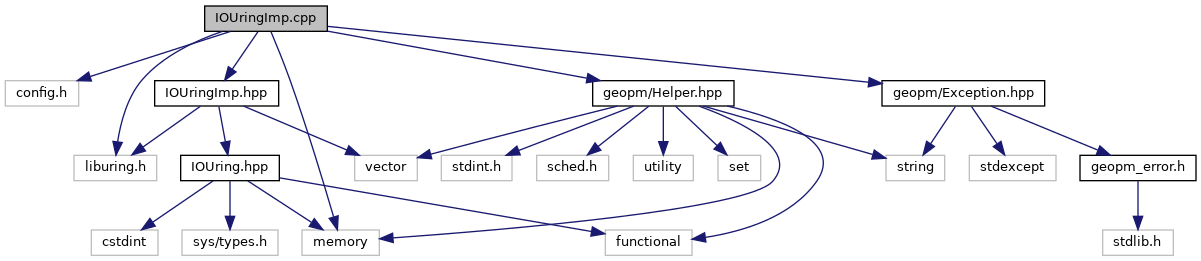 IOUringImp.cpp
config.h
IOUringImp.hpp
geopm/Helper.hpp
geopm/Exception.hpp
liburing.h
IOUring.hpp
vector
stdint.h
sched.h
utility
set
string
stdexcept
geopm_error.h
cstdint
sys/types.h
memory
functional
stdlib.h